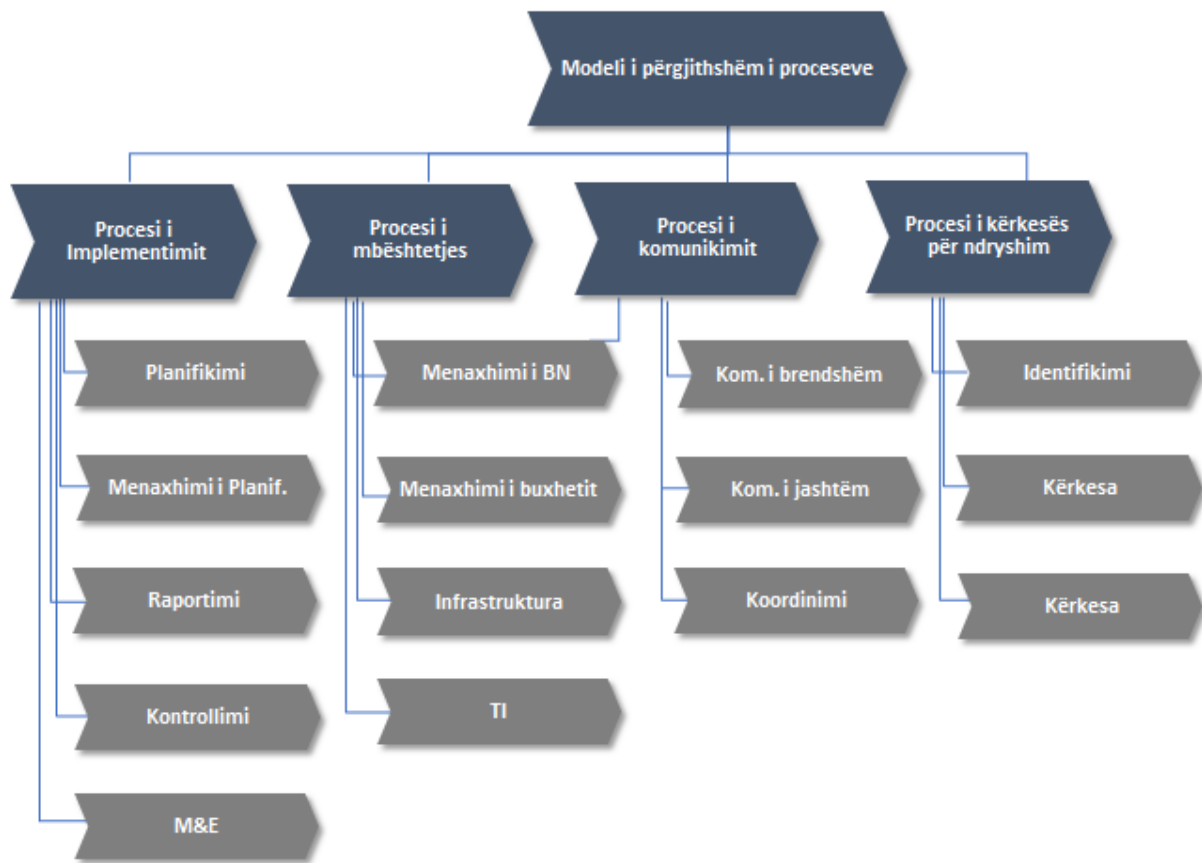 Modeli i përgjithshëm i proceseve
Procesi i
Implementimit
Procesi i
mbështetjes
Procesi i
komunikimit
Procesi i kërkesës
për ndryshim
Planifikimi
Menaxhimi i Planif.
Raportimi
Kontrollimi
M&E
Menaxhimi i BN
Menaxhimi i buxhetit
Infrastruktura
TI
Kom. i brendshëm
Kom. i jashtëm
Koordinimi
Identifikimi
Kërkesa
Kërkesa